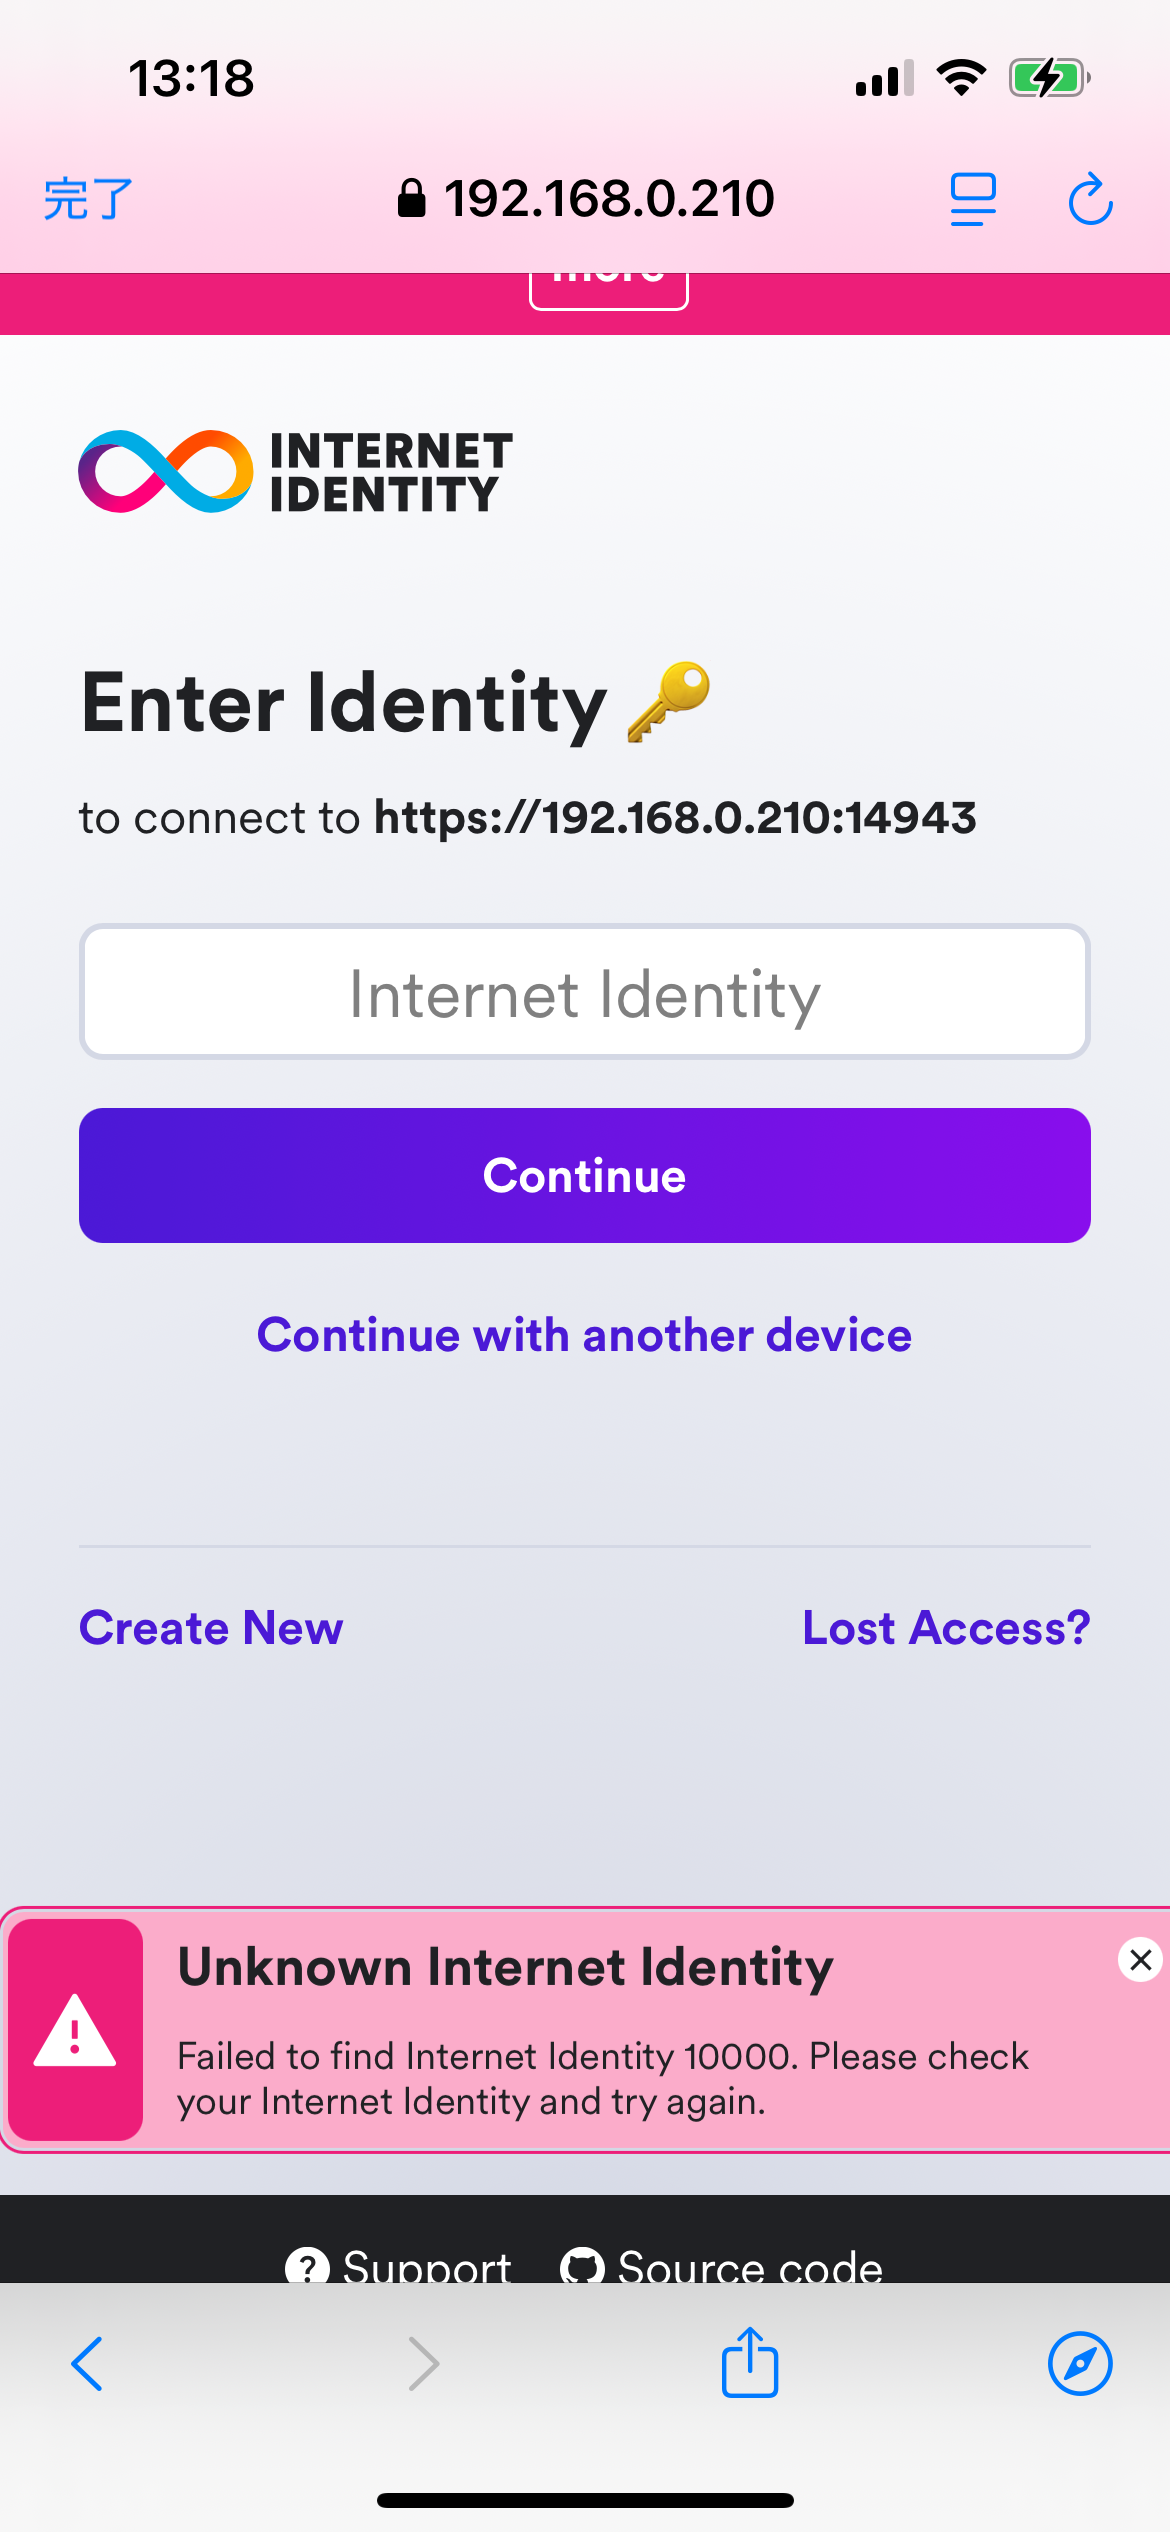 13:18
完了
192.168.0.210
INTERNET
IDENTITY
Enter Identity 🔑
to connect to https://192.168.0.210:14943
Internet Identity
Continue
Continue with another device
Create New
Lost Access?
Unknown Internet Identity
Failed to find Internet Identity 10000. Please check
your Internet Identity and try again.
Support
Source code